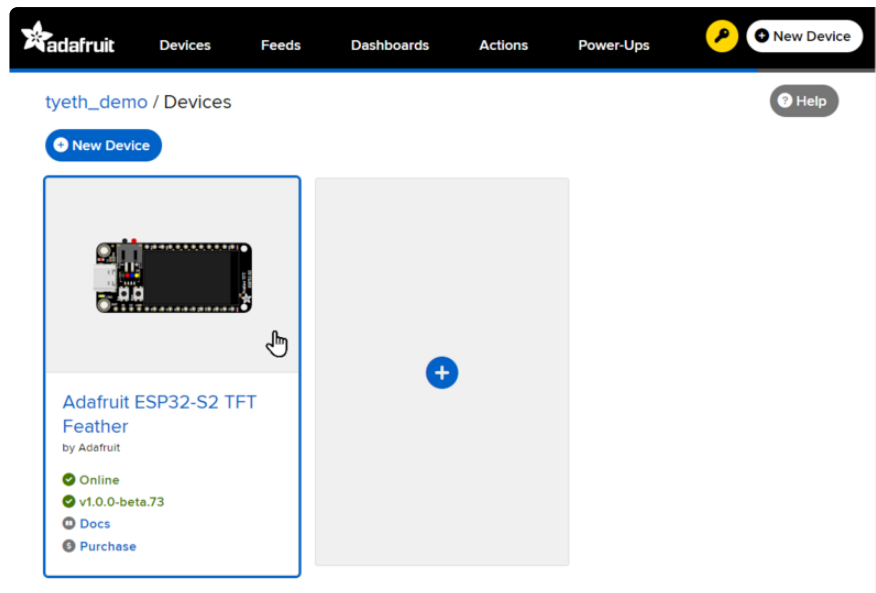 adafruit Devices Feeds Dashboards Actions Power-Ups New Device
tyeth_demo / Devices
? Help
New Device
Adafruit ESP32-S2 TFT
Feather
by Adafruit
Online
v1.0.0-beta.73
Docs
$ Purchase